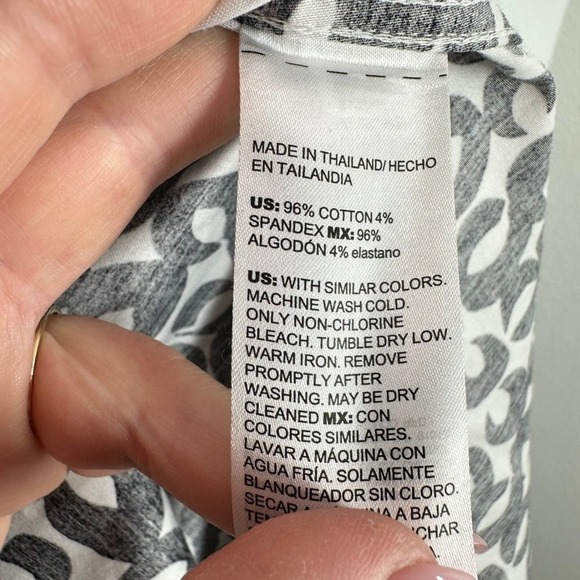 MADE IN THAILAND/HECHO
EN TAILANDIA
US: 96% COTTON 4%
SPANDEX MX: 96%
ALGODÓN 4% elastano
US: WITH SIMILAR COLORS.
MACHINE WASH COLD.
ONLY NON-CHLORINE
BLEACH. TUMBLE DRY LOW.
WARM IRON. REMOVE
PROMPTLY AFTER
WASHING. MAY BE DRY
CLEANED MX: CON
COLORES SIMILARES.
LAVAR A MÁQUINA CON
AGUA FRÍA. SOLAMENTE
BLANQUEADOR SIN CLORO.
SECAR A BAJA